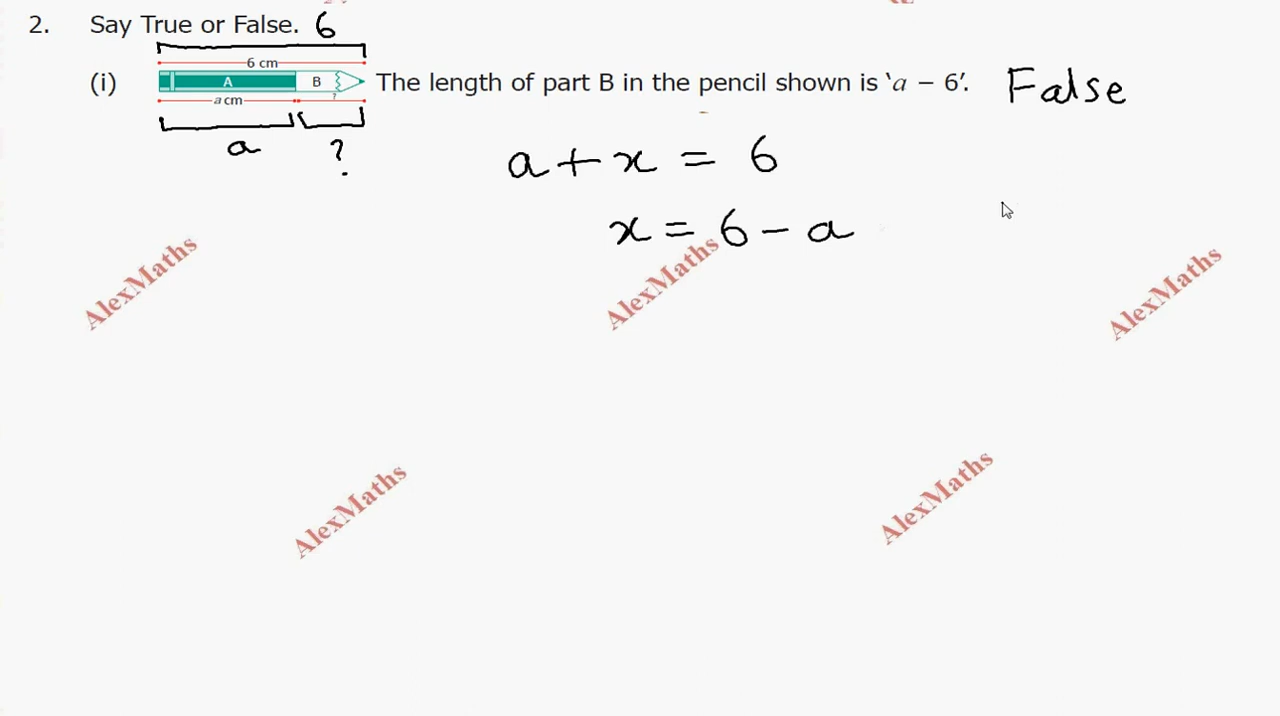 2. Say True or False. 6
6 cm
(i) A B The length of part B in the pencil shown is ‘a − 6’. False
a cm ?
a ?
a + x = 6
x = 6 − a
AlexMaths
AlexMaths
AlexMaths
AlexMaths
AlexMaths